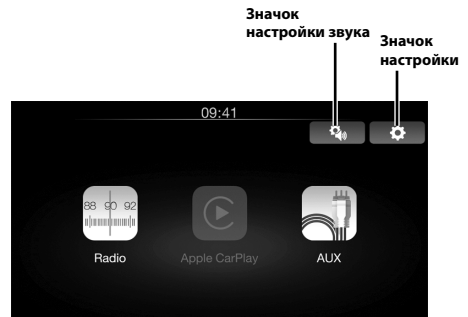 Значок
настройки звука
Значок
настройки
09:41
88 90 92
Radio
Apple CarPlay
AUX